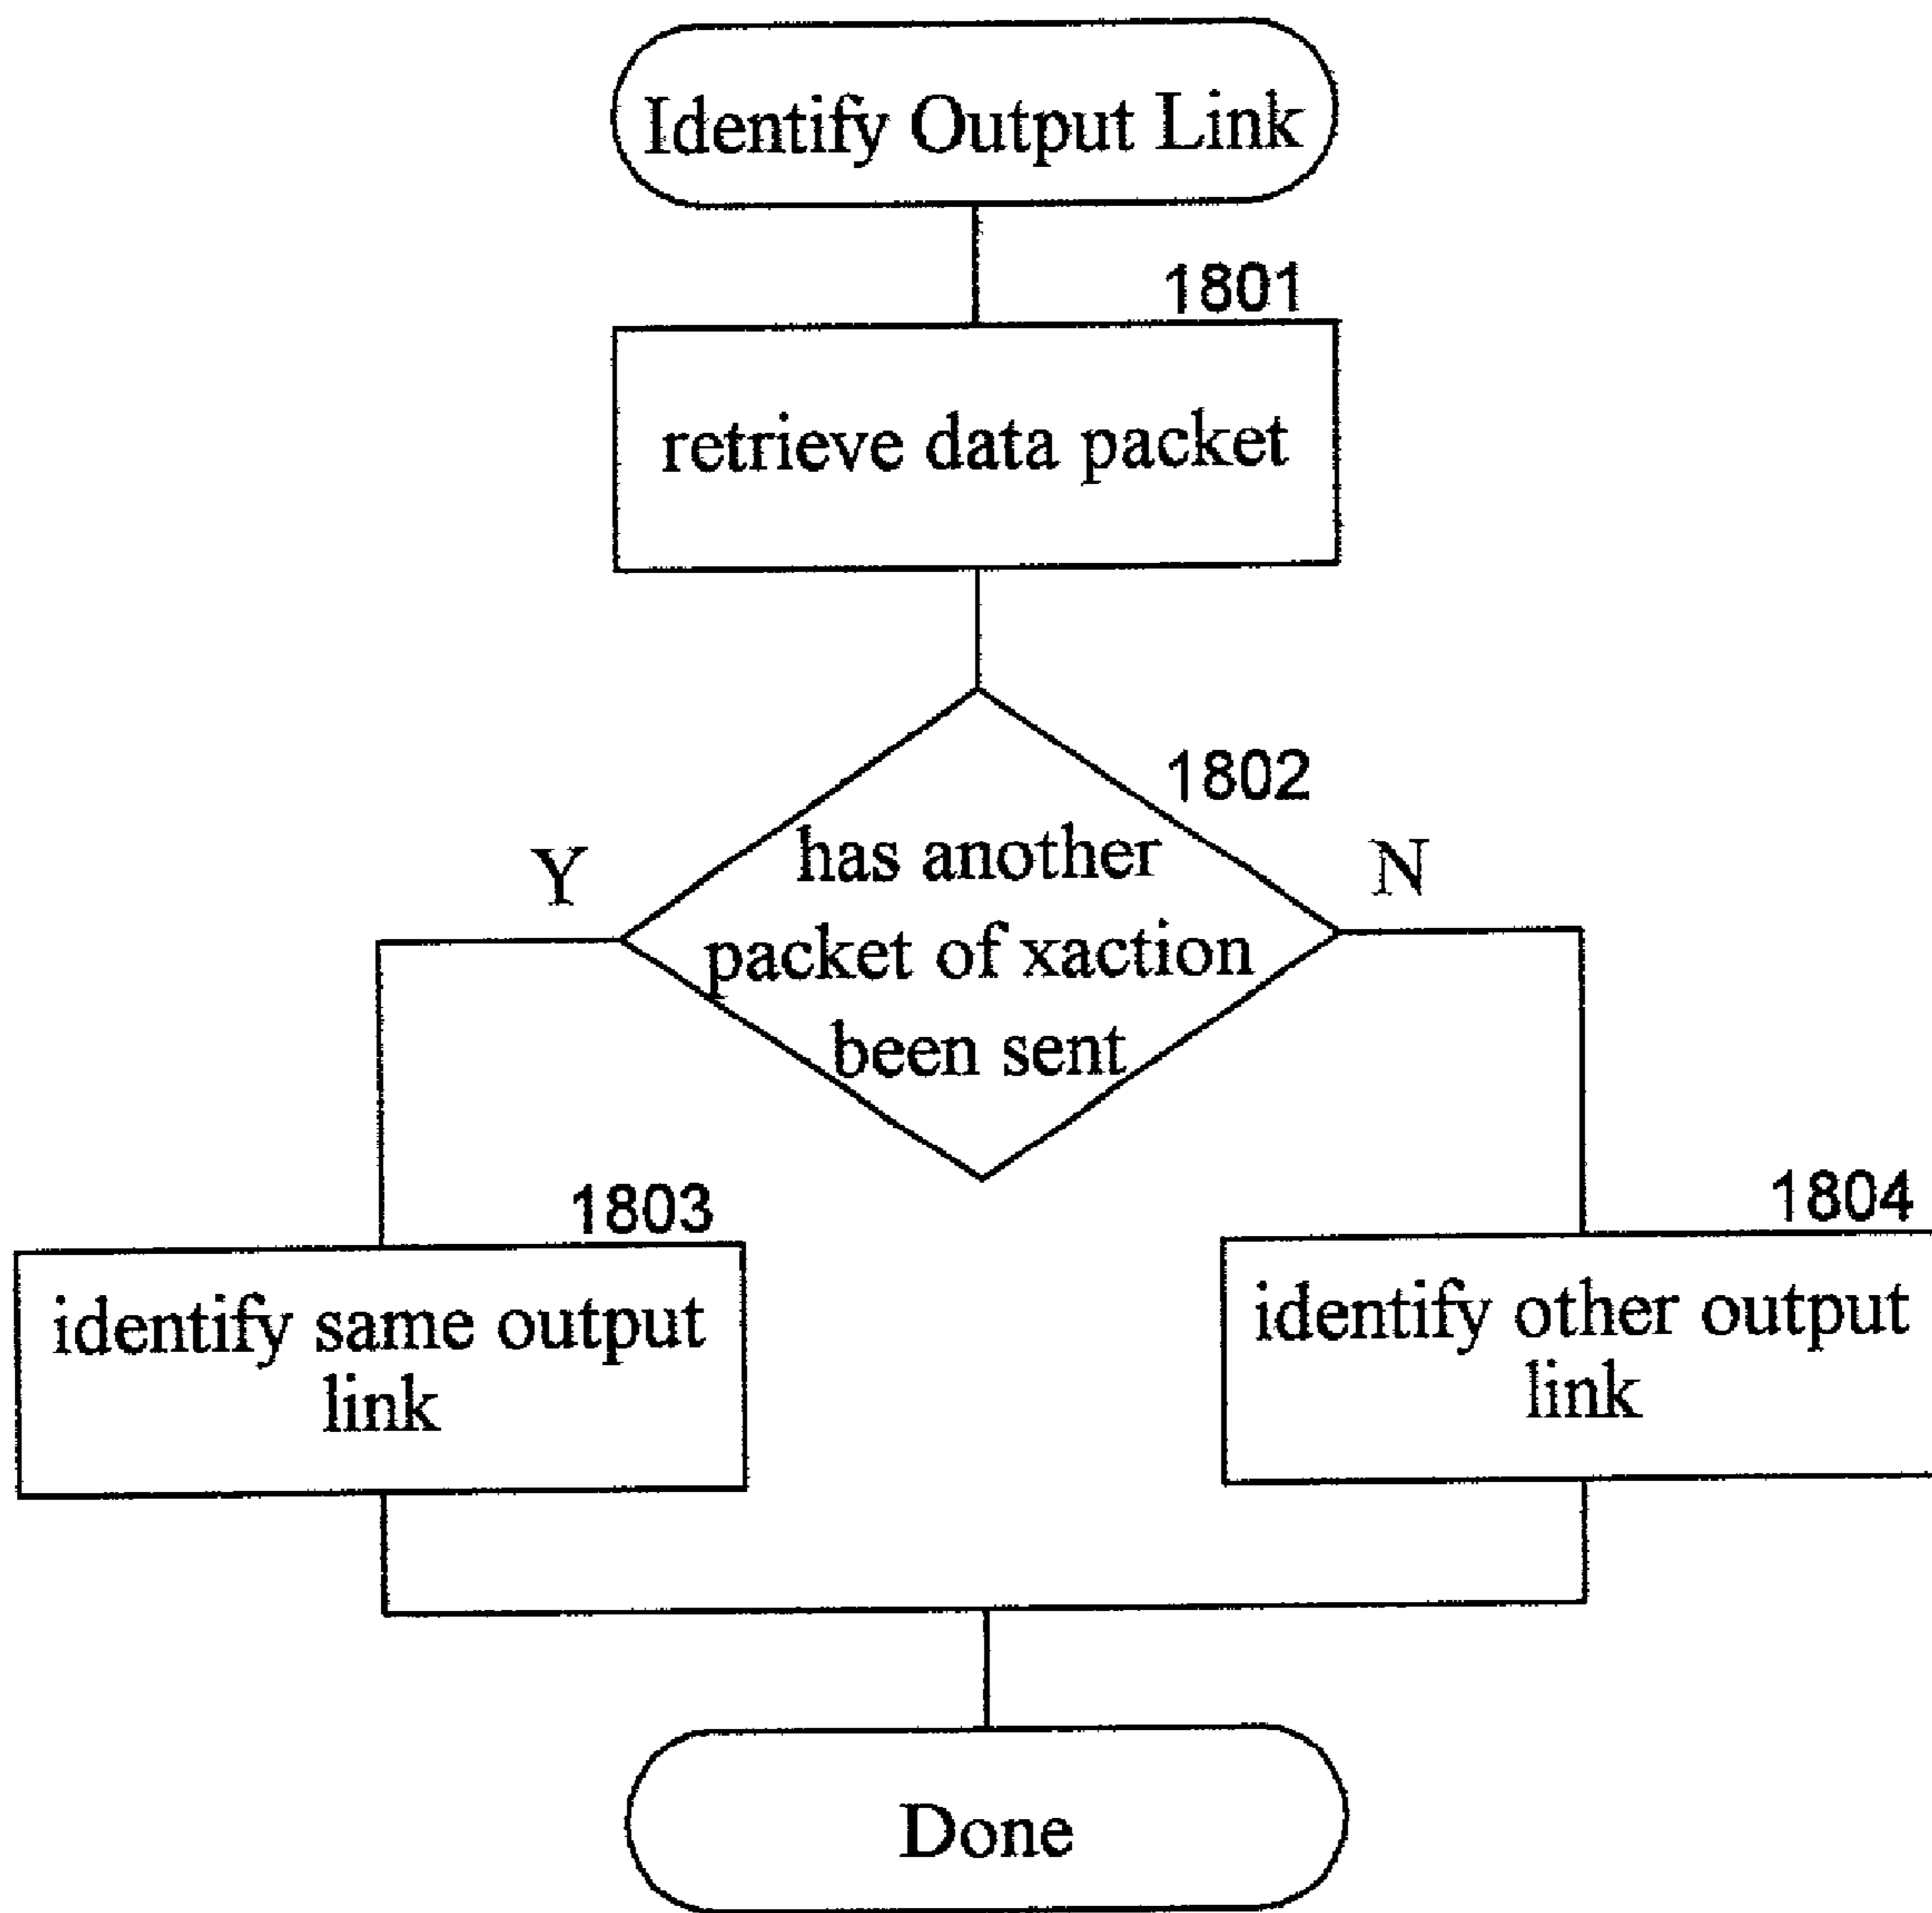 Identify Output Link
1801
retrieve data packet
1802
Y
N
has another
packet of xaction
been sent
1803
1804
identify same output
link
identify other output
link
Done